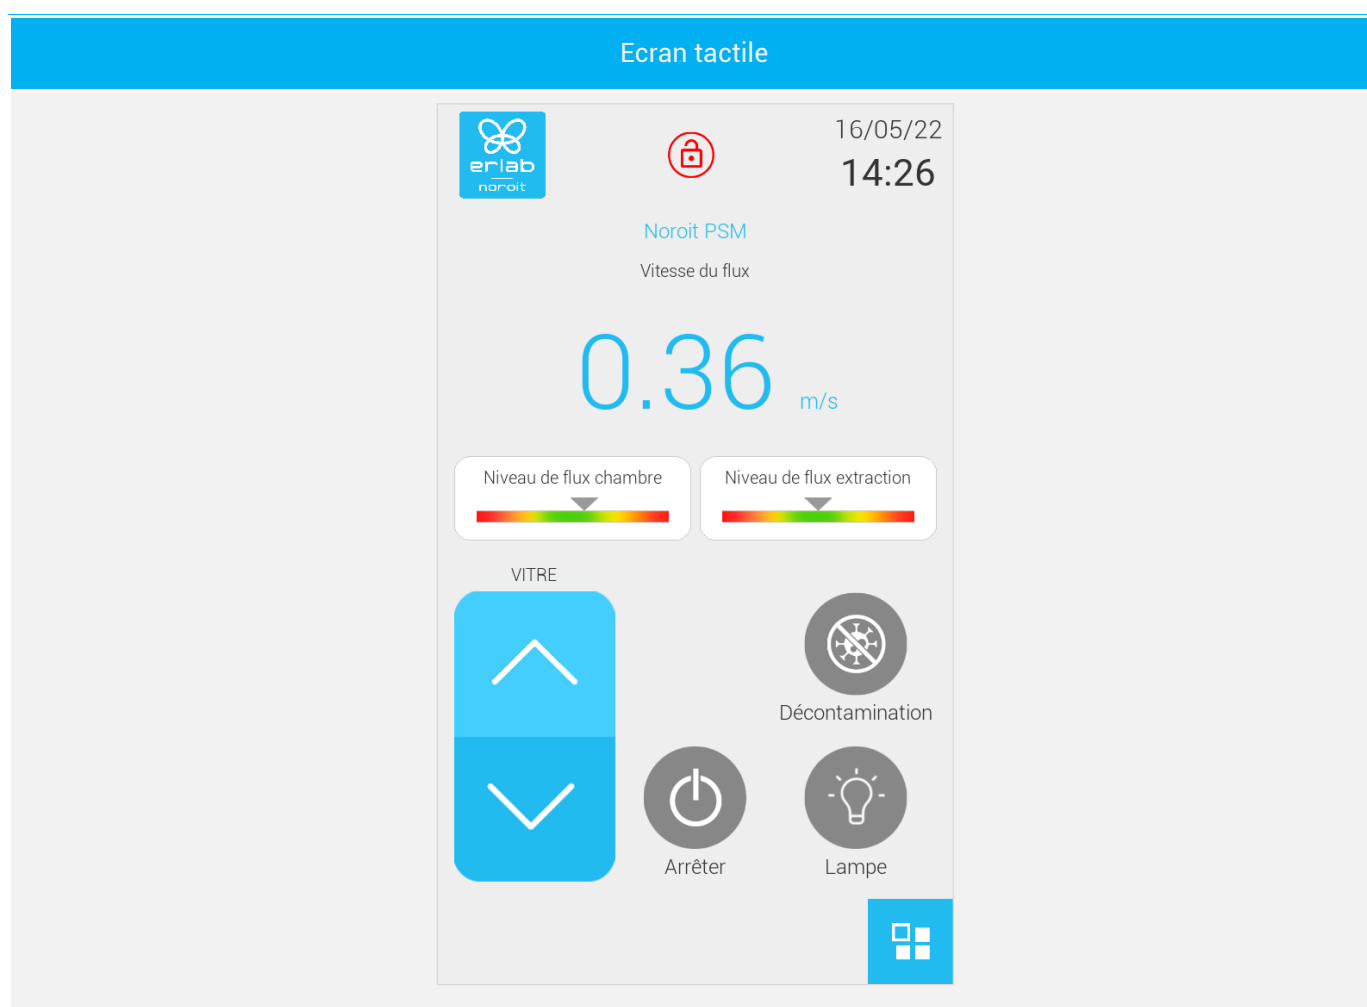 Ecran tactile
erlab
noroit
16/05/22
14:26
Noroit PSM
Vitesse du flux
0.36 m/s
Niveau de flux chambre
Niveau de flux extraction
VITRE
Décontamination
Arrêter
Lampe